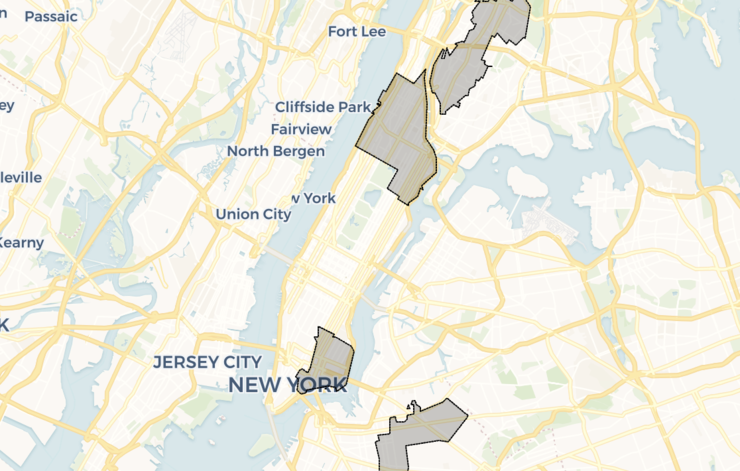 n
Passaic
Fort Lee
ey
Cliffside Park
Fairview
North Bergen
leville
w York
Union City
Kearny
K
JERSEY CITY
NEW YORK